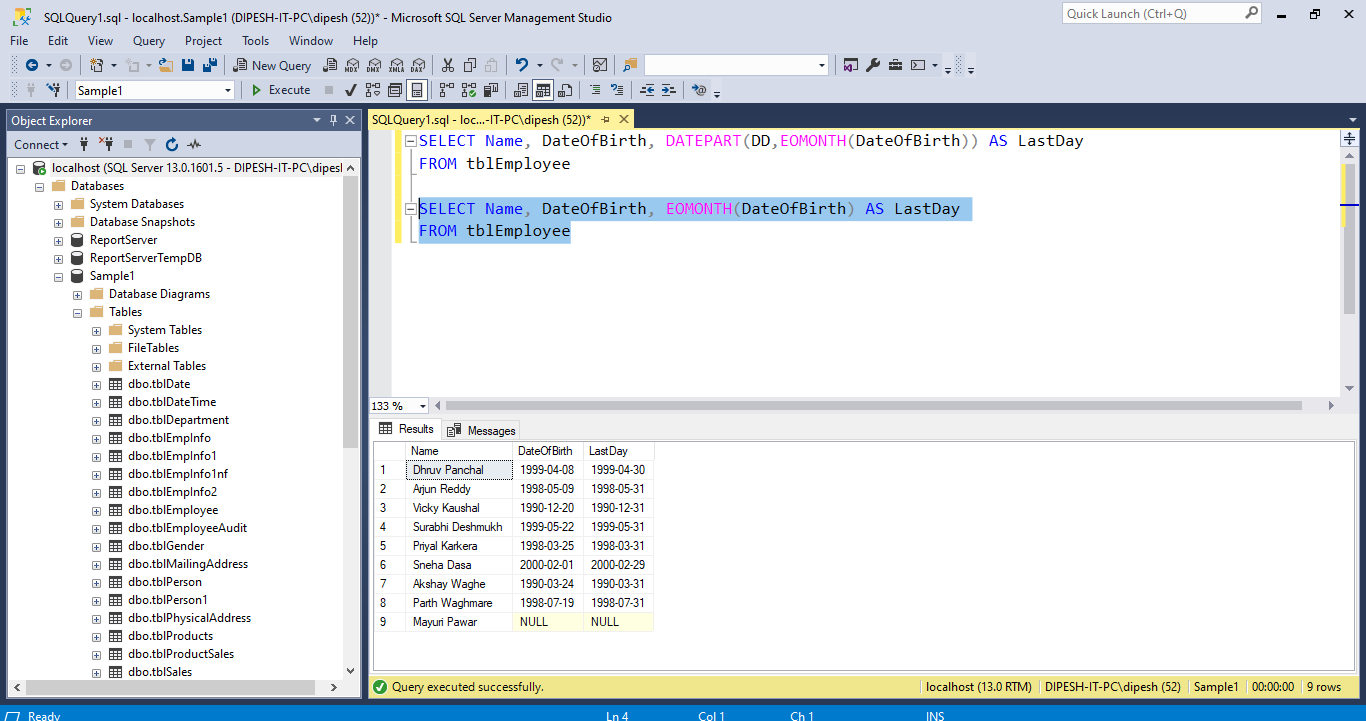 SQLQuery1.sql - localhost.Sample1 (DIPESH-IT-PC\dipesh (52))* - Microsoft SQL Server Management Studio
Quick Launch (Ctrl+Q)
File Edit View Query Project Tools Window Help
New Query MDX DMX XMLA DAX
Sample1 Execute
Object Explorer
Connect
localhost (SQL Server 13.0.1601.5 - DIPESH-IT-PC\dipesl
Databases
System Databases
Database Snapshots
ReportServer
ReportServerTempDB
Sample1
Database Diagrams
Tables
System Tables
FileTables
External Tables
dbo.tblDate
dbo.tblDateTime
dbo.tblDepartment
dbo.tblEmpInfo
dbo.tblEmpInfo1
dbo.tblEmpInfo1nf
dbo.tblEmpInfo2
dbo.tblEmployee
dbo.tblEmployeeAudit
dbo.tblGender
dbo.tblMailingAddress
dbo.tblPerson
dbo.tblPerson1
dbo.tblPhysicalAddress
dbo.tblProducts
dbo.tblProductSales
dbo.tblSales
SQLQuery1.sql - loc...-IT-PC\dipesh (52))*
SELECT Name, DateOfBirth, DATEPART(DD,EOMONTH(DateOfBirth)) AS LastDay
FROM tblEmployee
SELECT Name, DateOfBirth, EOMONTH(DateOfBirth) AS LastDay
FROM tblEmployee
133 %
Results Messages
Name DateOfBirth LastDay
1 Dhruv Panchal 1999-04-08 1999-04-30
2 Arjun Reddy 1998-05-09 1998-05-31
3 Vicky Kaushal 1990-12-20 1990-12-31
4 Surabhi Deshmukh 1999-05-22 1999-05-31
5 Priyal Karkera 1998-03-25 1998-03-31
6 Sneha Dasa 2000-02-01 2000-02-29
7 Akshay Waghe 1990-03-24 1990-03-31
8 Parth Waghmare 1998-07-19 1998-07-31
9 Mayuri Pawar NULL NULL
Query executed successfully. localhost (13.0 RTM) DIPESH-IT-PC\dipesh (52) Sample1 00:00:00 9 rows
Ready Ln 4 Col 1 Ch 1 INS